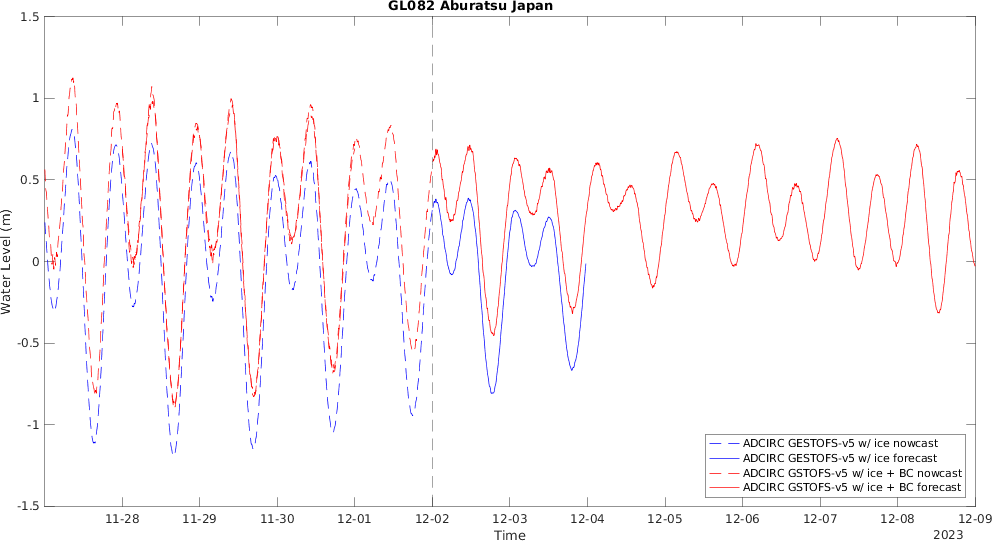 GL082 Aburatsu Japan
1.5
1
0.5
0
-0.5
-1
-1.5
Water Level (m)
11-28 11-29 11-30 12-01 12-02 12-03 12-04 12-05 12-06 12-07 12-08 12-09
Time
2023
ADCIRC GESTOFS-v5 w/ ice nowcast
ADCIRC GESTOFS-v5 w/ ice forecast
ADCIRC GSTOFS-v5 w/ ice + BC nowcast
ADCIRC GSTOFS-v5 w/ ice + BC forecast